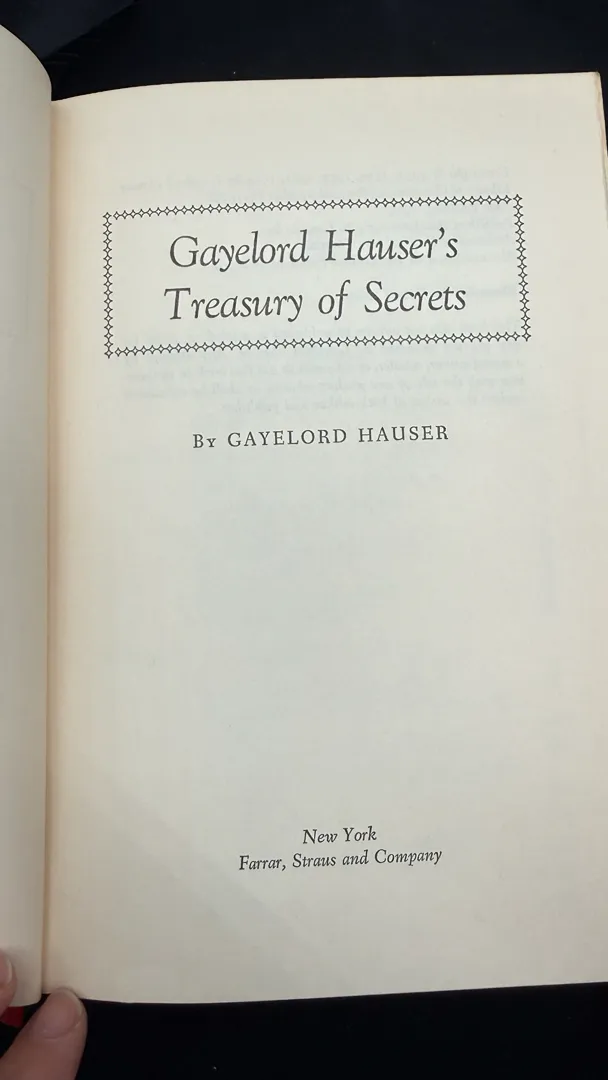 Gayelord Hauser's
Treasury of Secrets
By GAYELORD HAUSER
New York
Farrar, Straus and Company